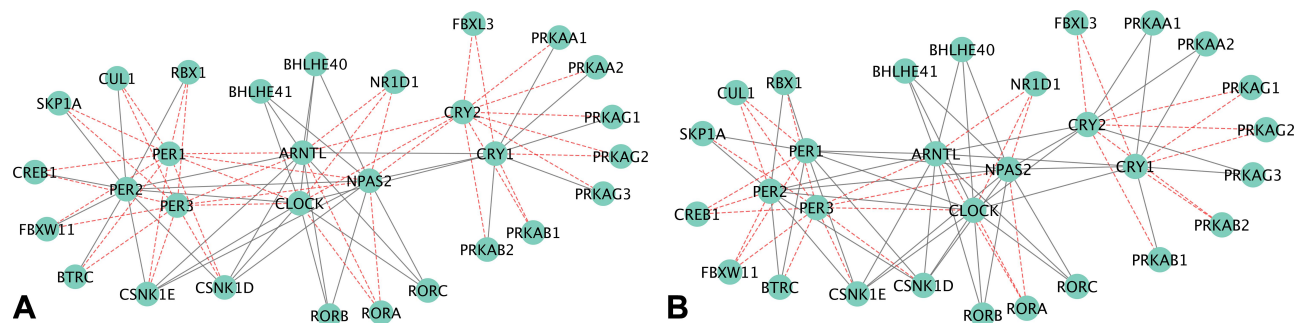 FBXL3
PRKAA1
PRKAA2
BHLHE40
RBX1
CUL1
NR1D1
BHLHE41
SKP1A
CRY2
PRKAG1
PER1
ARNTL
CRY1
PRKAG2
CREB1
PER2
NPAS2
PRKAG3
PER3
CLOCK
FBXW11
PRKAB1
PRKAB2
BTRC
CSNK1E
CSNK1D
RORC
RORB
RORA
A
FBXL3
PRKAA1
PRKAA2
BHLHE40
BHLHE41
RBX1
NR1D1
CUL1
PRKAG1
SKP1A
CRY2
PRKAG2
PER1
ARNTL
CRY1
NPAS2
PRKAG3
PER2
CREB1
PER3
CLOCK
PRKAB2
PRKAB1
FBXW11
BTRC
CSNK1E
CSNK1D
RORC
RORB
RORA
B